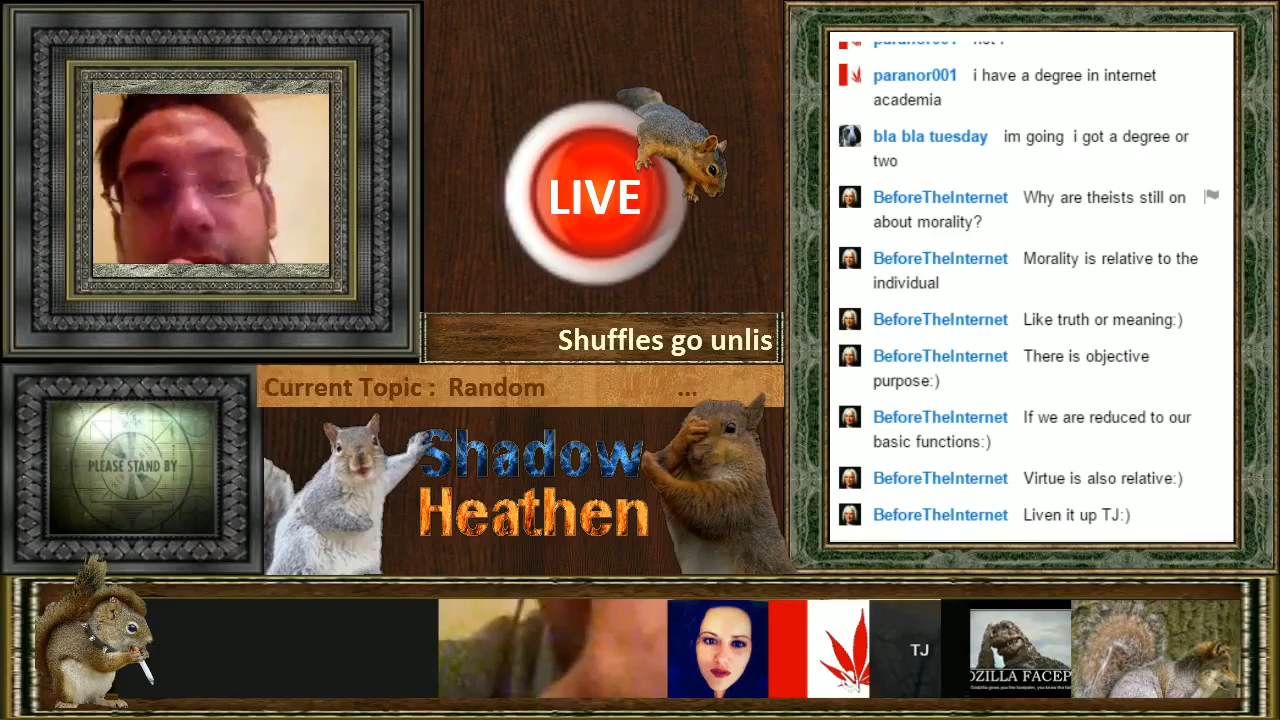 LIVE
Shuffles go unlis
Current Topic : Random ...
PLEASE STAND BY
Shadow
Heathen
paranor001 i have a degree in internet
academia
bla bla tuesday im going i got a degree or
two
BeforeTheInternet Why are theists still on
about morality?
BeforeTheInternet Morality is relative to the
individual
BeforeTheInternet Like truth or meaning:)
BeforeTheInternet There is objective
purpose:)
BeforeTheInternet If we are reduced to our
basic functions:)
BeforeTheInternet Virtue is also relative:)
BeforeTheInternet Liven it up TJ:)
TJ
DZILLA FACEP